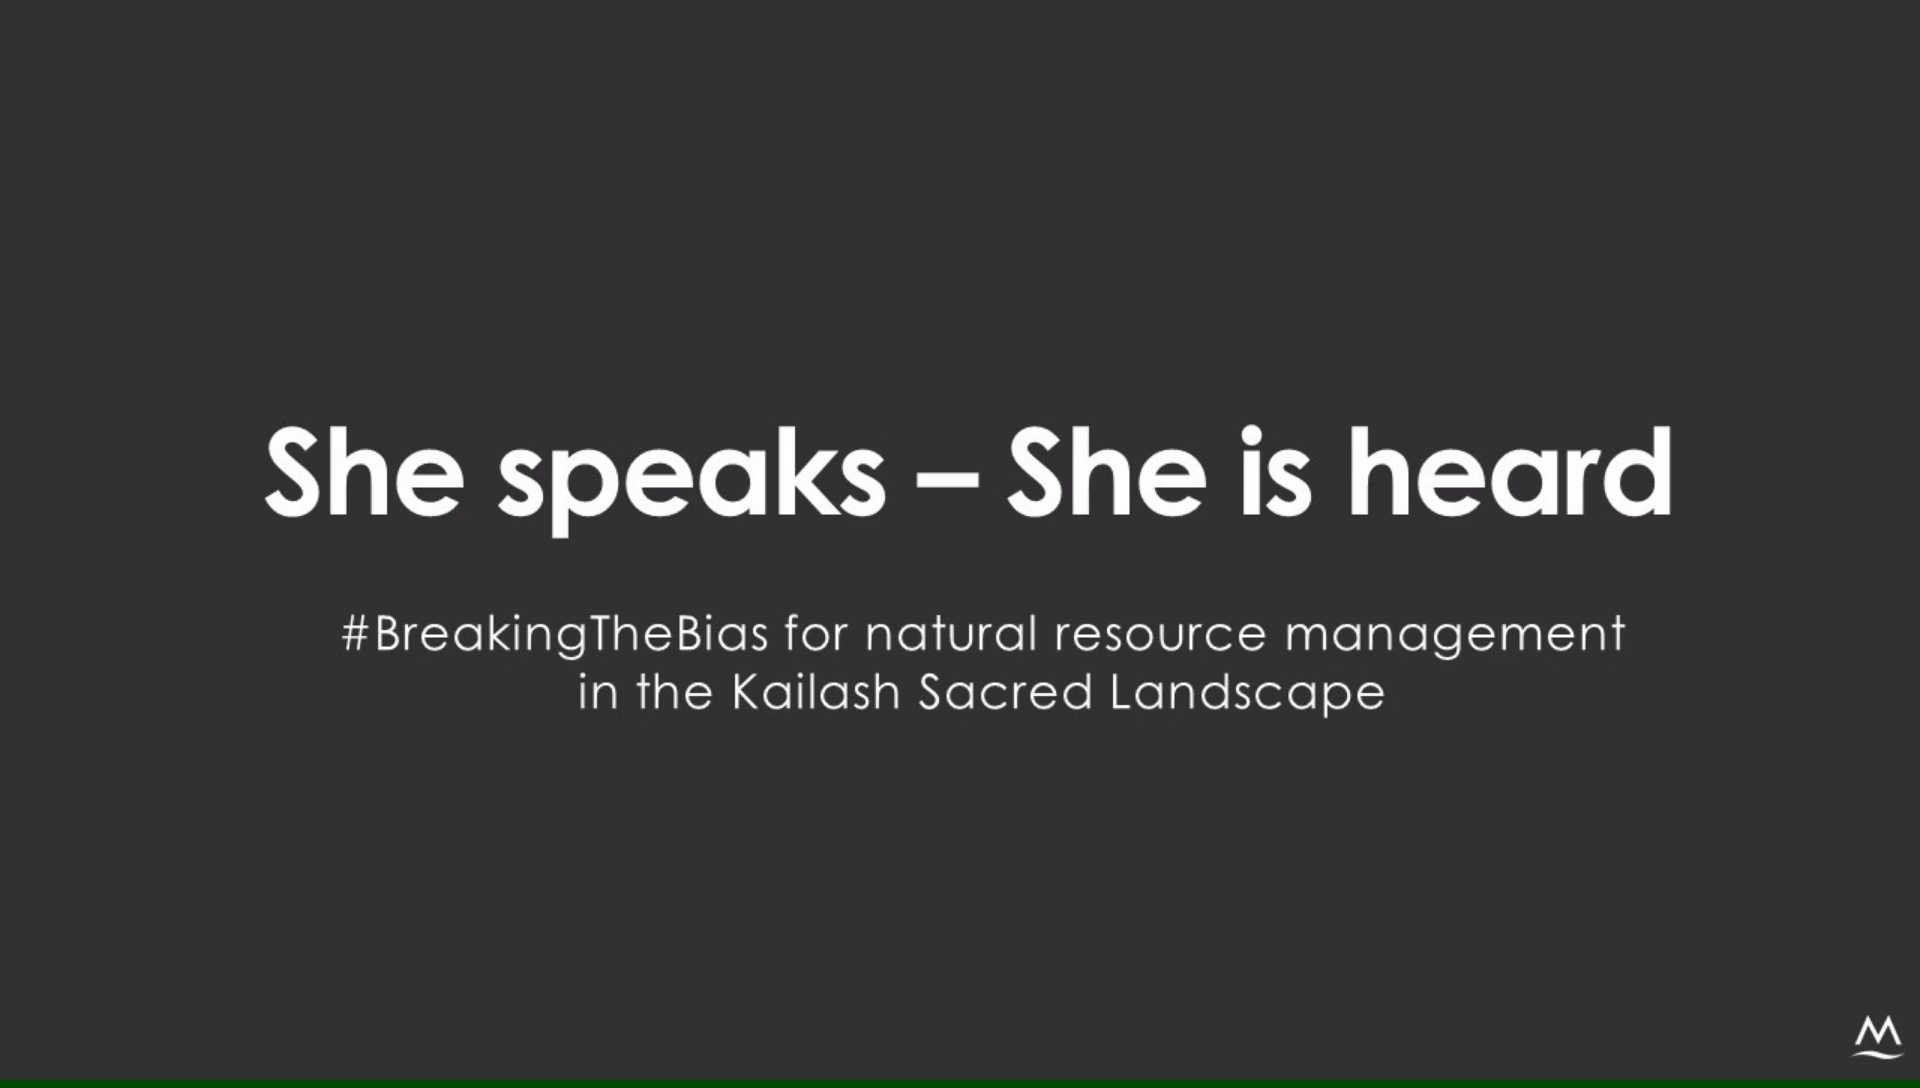 She speaks – She is heard
#BreakingTheBias for natural resource management
in the Kailash Sacred Landscape